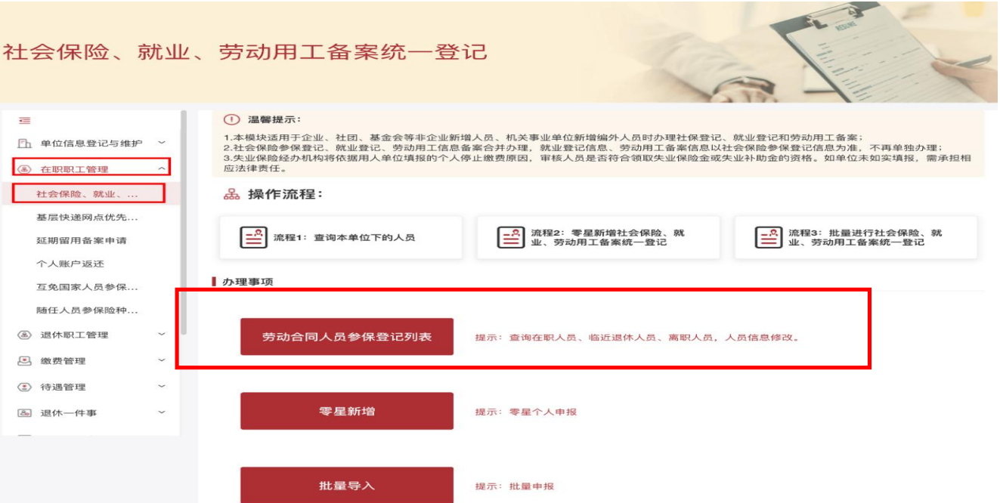 社会保险、就业、劳动用工备案统一登记
RESUME
单位信息登记与维护
在职职工管理
社会保险、就业、...
基层快递网点优先...
延期留用备案申请
个人账户返还
互免国家人员参保...
随任人员参保险种...
退休职工管理
缴费管理
待遇管理
退休一件事
温馨提示：
1.本模块适用于企业、社团、基金会等非企业新增人员、机关事业单位新增编外人员时办理社保登记、就业登记和劳动用工备案；
2.社会保险参保登记、就业登记、劳动用工信息备案合并办理，就业登记信息、劳动用工备案信息以社会保险参保登记信息为准，不再单独办理；
3.失业保险经办机构将依据用人单位填报的个人停止缴费原因，审核人员是否符合领取失业保险金或失业补助金的资格。如单位未如实填报，需承担相
应法律责任。
操作流程：
流程1：查询本单位下的人员
流程2：零星新增社会保险、就
业、劳动用工备案统一登记
流程3：批量进行社会保险、就
业、劳动用工备案统一登记
办理事项
劳动合同人员参保登记列表
提示：查询在职人员、临近退休人员、离职人员，人员信息修改。
零星新增
提示：零星个人申报
批量导入
提示：批量申报